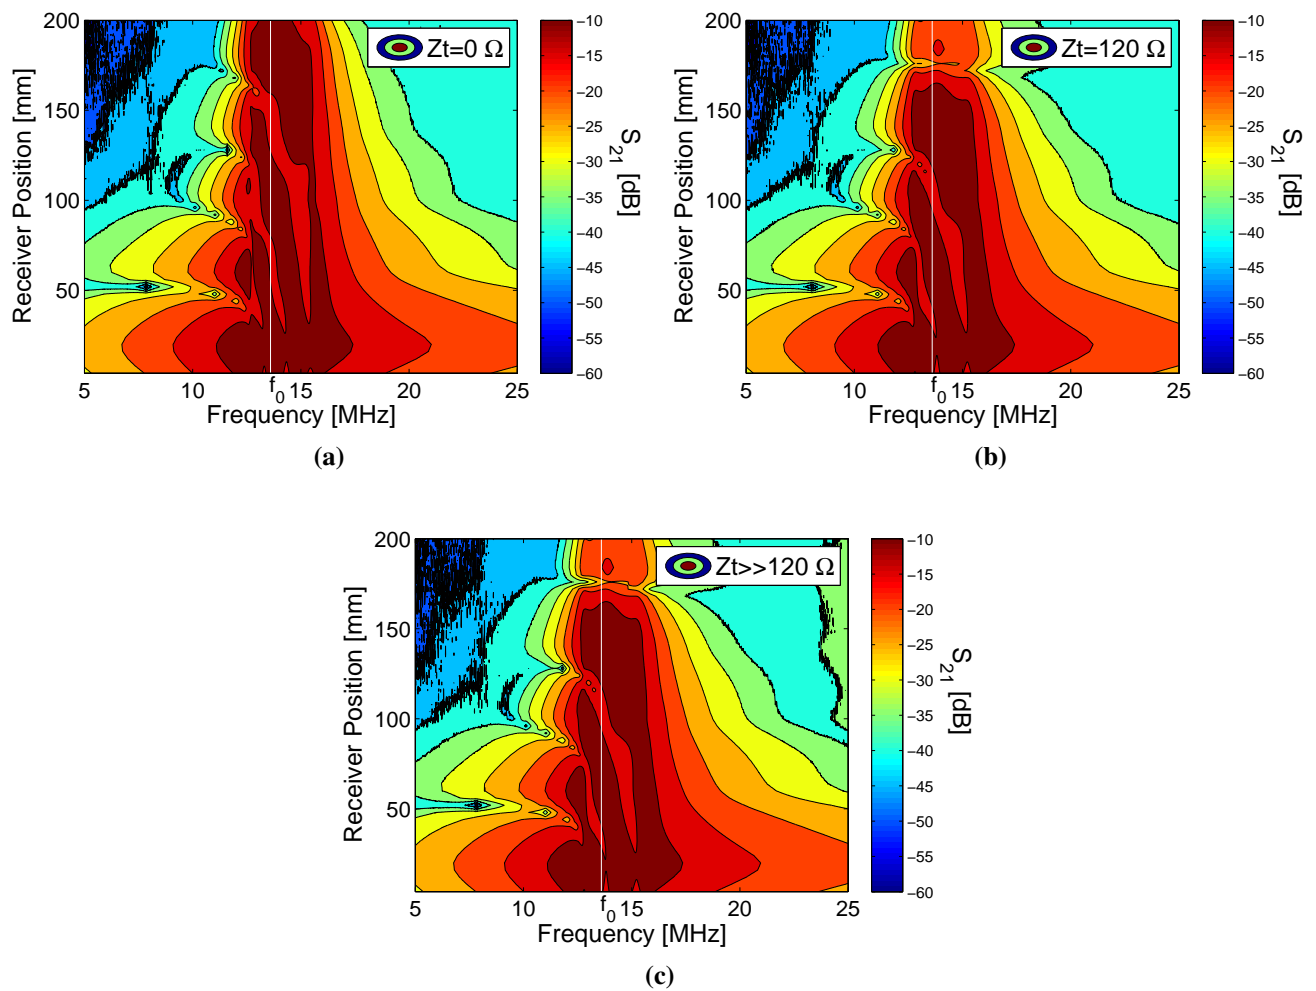 200
150
100
50
Receiver Position [mm]
5 10 f0 15 20 25
Frequency [MHz]
Zt=0 Ω
−10
−15
−20
−25
−30
−35
−40
−45
−50
−55
−60
S21 [dB]
(a)
200
150
100
50
Receiver Position [mm]
5 10 f0 15 20 25
Frequency [MHz]
Zt=120 Ω
−10
−15
−20
−25
−30
−35
−40
−45
−50
−55
−60
S21 [dB]
(b)
200
150
100
50
Receiver Position [mm]
5 10 f0 15 20 25
Frequency [MHz]
Zt>>120 Ω
−10
−15
−20
−25
−30
−35
−40
−45
−50
−55
−60
S21 [dB]
(c)